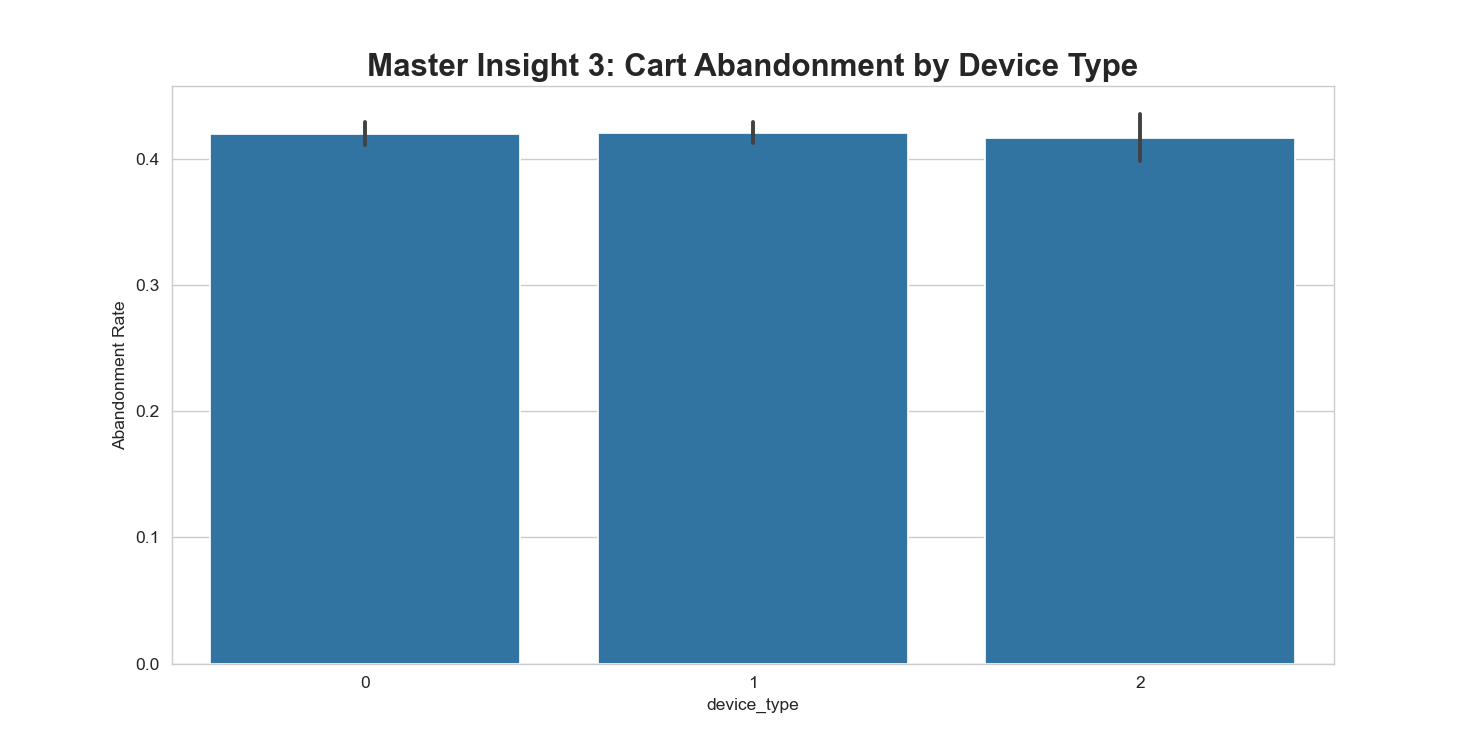 Master Insight 3: Cart Abandonment by Device Type
0.4
0.3
0.2
0.1
0.0
Abandonment Rate
0 1 2
device_type